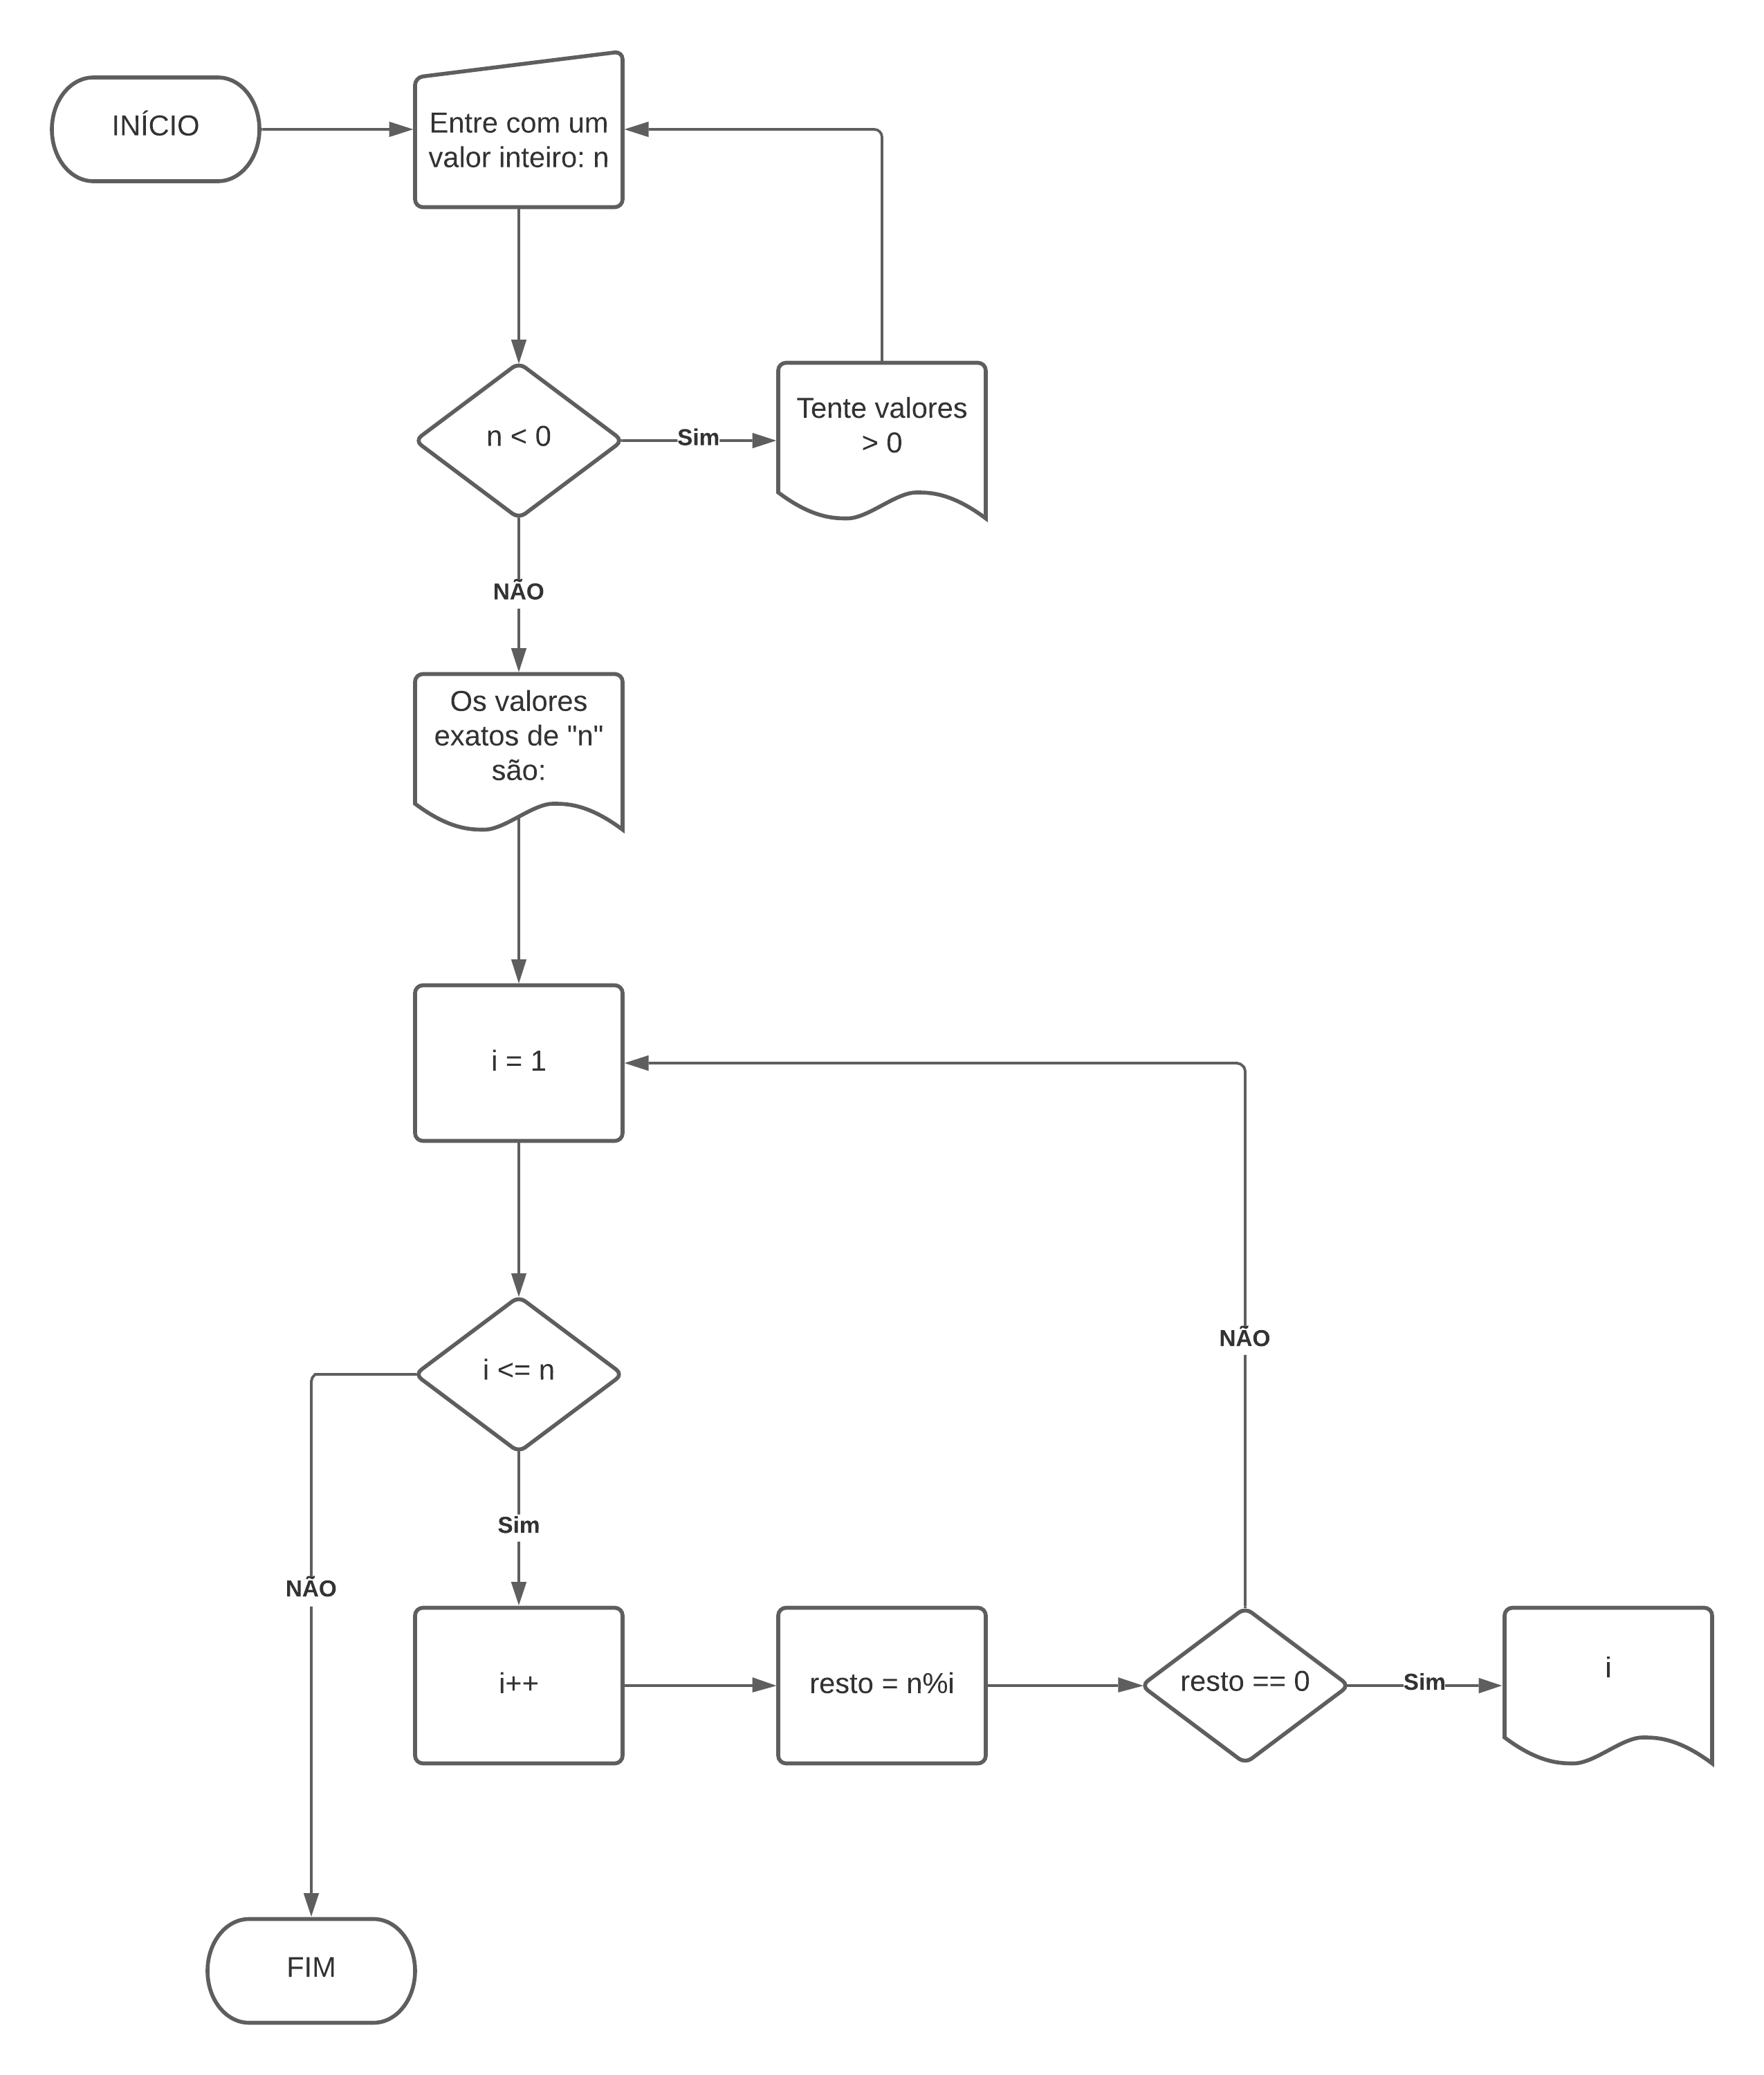 INÍCIO
Entre com um
valor inteiro: n
n < 0
Sim
Tente valores
> 0
NÃO
Os valores
exatos de "n"
são:
i = 1
i <= n
NÃO
Sim
NÃO
i++
resto = n%i
resto == 0
Sim
i
FIM